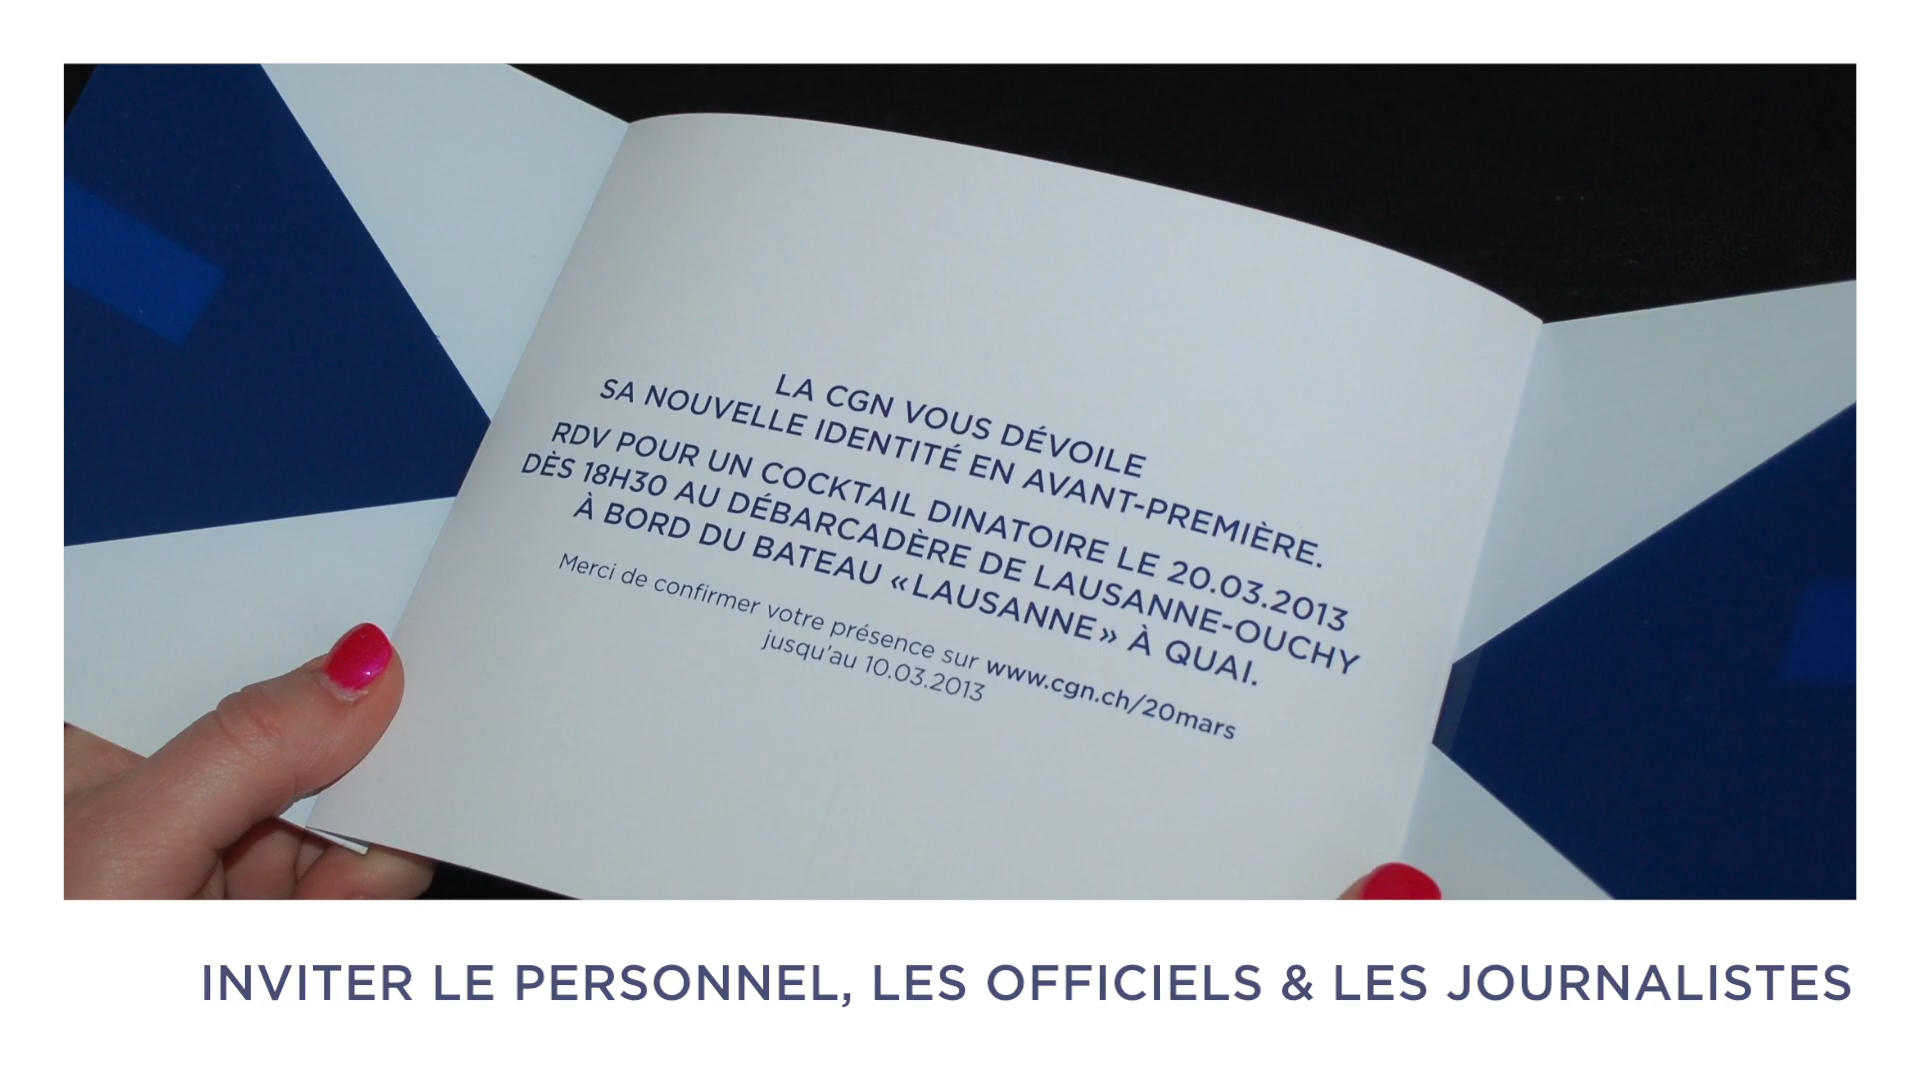 LA CGN VOUS DÉVOILE
SA NOUVELLE IDENTITÉ EN AVANT-PREMIÈRE.
RDV POUR UN COCKTAIL DINATOIRE LE 20.03.2013
DÈS 18H30 AU DÉBARCADÈRE DE LAUSANNE-OUCHY
À BORD DU BATEAU «LAUSANNE» À QUAI.
Merci de confirmer votre présence sur www.cgn.ch/20mars
jusqu'au 10.03.2013
INVITER LE PERSONNEL, LES OFFICIELS & LES JOURNALISTES